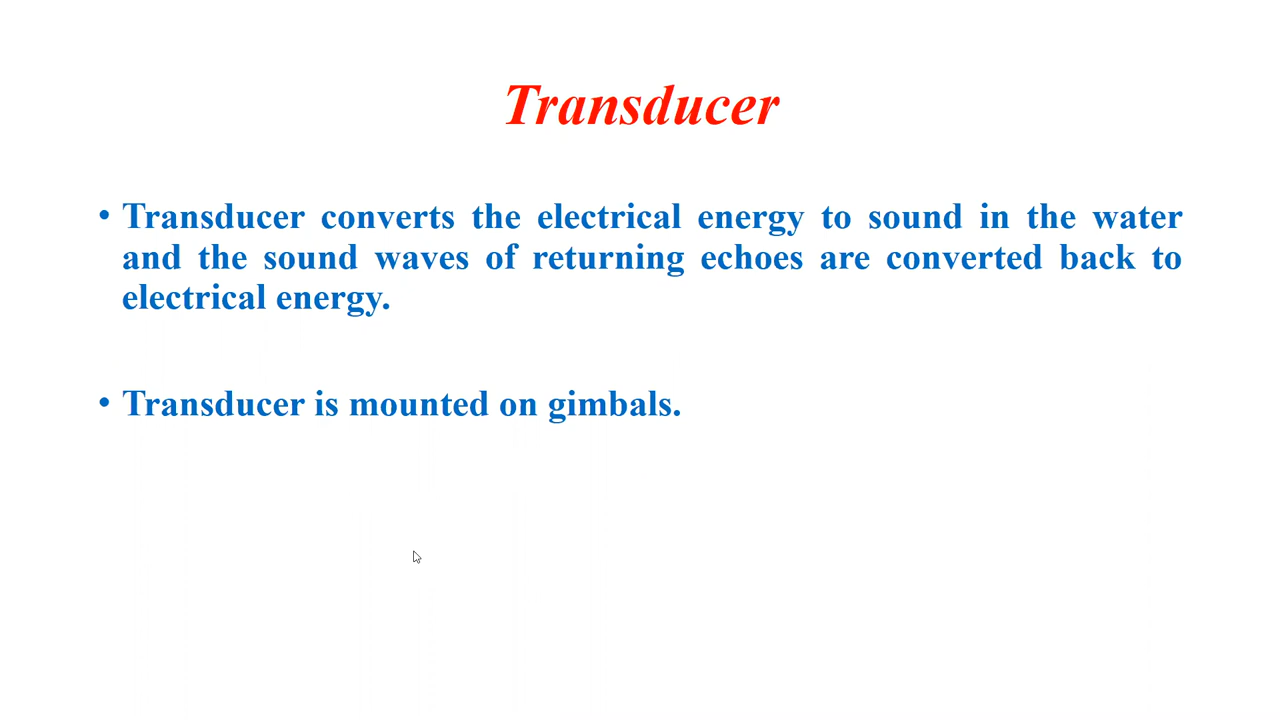 Transducer
• Transducer converts the electrical energy to sound in the water
and the sound waves of returning echoes are converted back to
electrical energy.
• Transducer is mounted on gimbals.